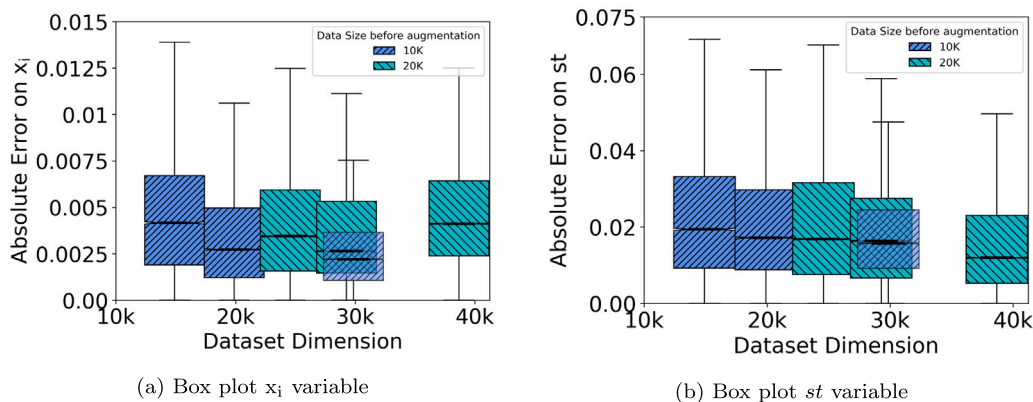 Absolute Error on xᵢ
0.015
0.0125
0.01
0.0075
0.005
0.0025
0.00
10k
20k
30k
40k
Dataset Dimension
Data Size before augmentation
10K
20K
(a) Box plot xᵢ variable
Absolute Error on st
0.075
0.06
0.04
0.02
0.00
10k
20k
30k
40k
Dataset Dimension
Data Size before augmentation
10K
20K
(b) Box plot st variable